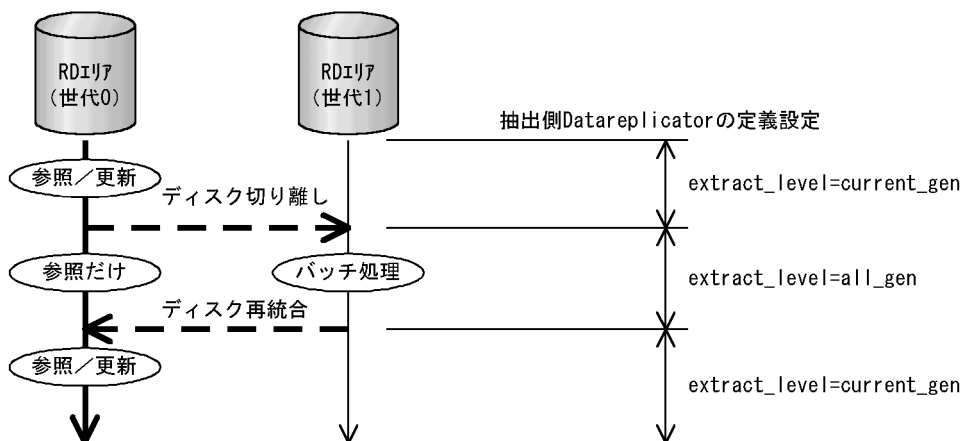 RDエリア
(世代0)
RDエリア
(世代1)
抽出側Datareplicatorの定義設定
参照/更新
extract_level=current_gen
ディスク切り離し
参照だけ
バッチ処理
extract_level=all_gen
ディスク再統合
参照/更新
extract_level=current_gen